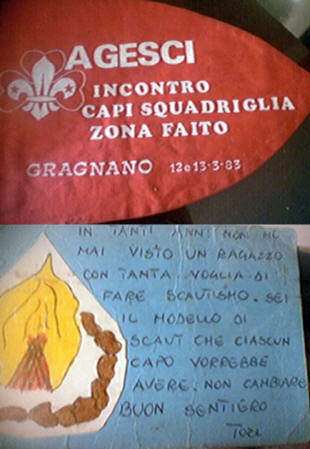 AGESCI
INCONTRO
CAPI SQUADRIGLIA
ZONA FAITO
GRAGNANO 12e13·3·83
IN TANTI ANNI NON HO
MAI VISTO UN RAGAZZO
CON TANTA VOGLIA DI
FARE SCAUTISMO. SEI
IL MODELLO DI
SCAUT CHE CIASCUN
CAPO VORREBBE
AVERE. NON CAMBIARE
BUON SENTIERO